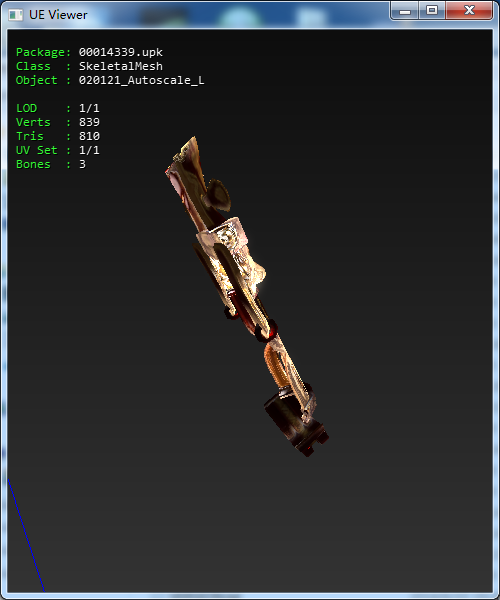 UE Viewer
Package: 00014339.upk
Class  : SkeletalMesh
Object : 020121_Autoscale_L
LOD    : 1/1
Verts  : 839
Tris   : 810
UV Set : 1/1
Bones  : 3